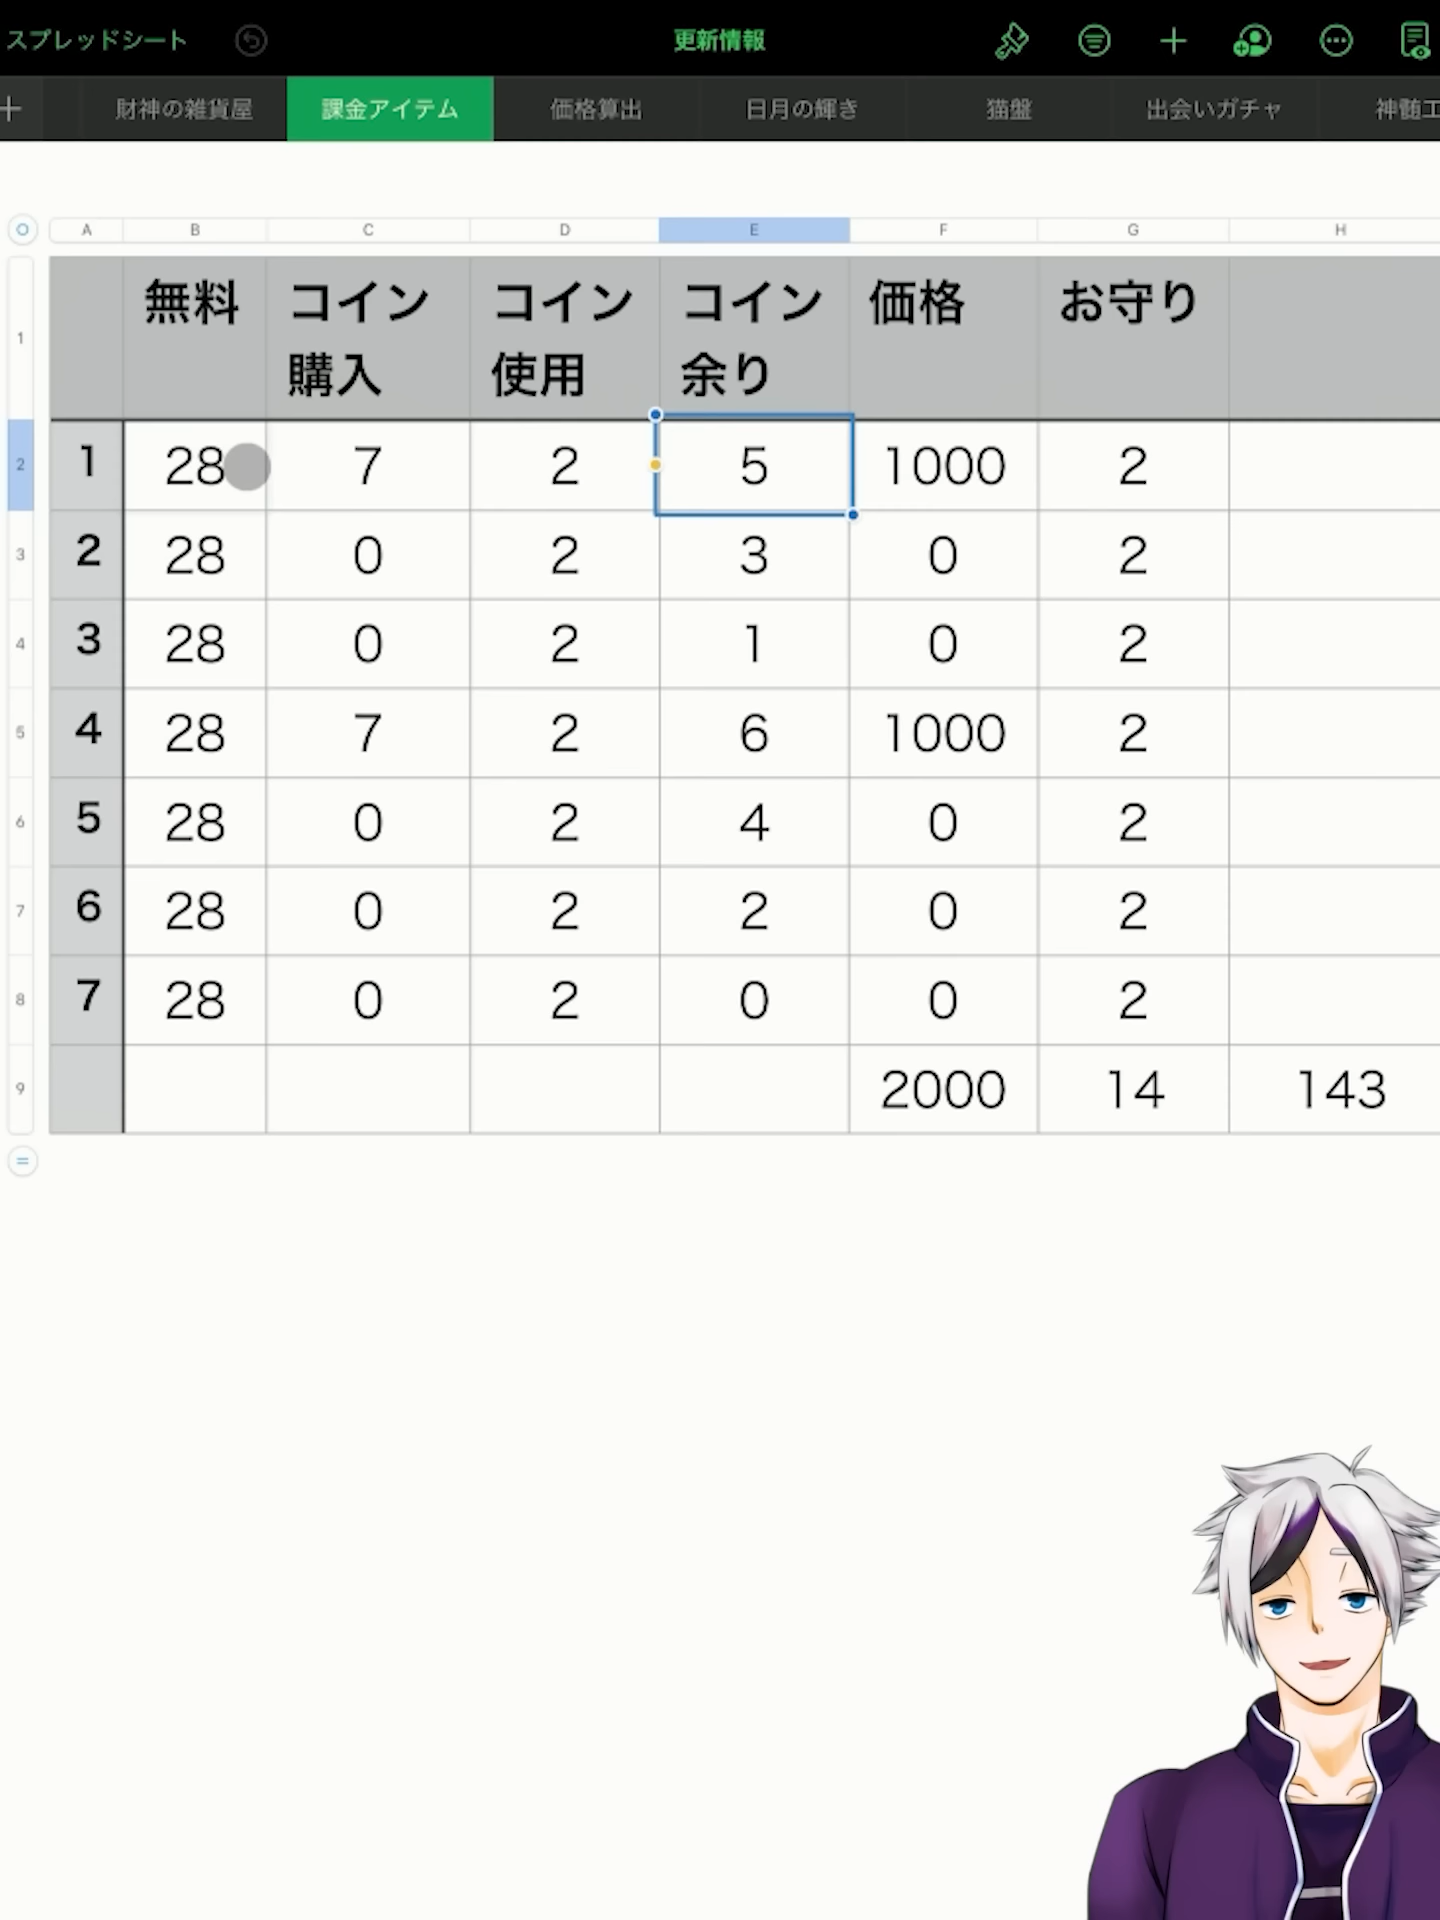 スプレッドシート 更新情報
財神の雑貨屋 課金アイテム 価格算出 日月の輝き 猫盤 出会いガチャ 神髄工
A B C D E F G H
1 無料 コイン購入 コイン使用 コイン余り 価格 お守り
2 1 28 7 2 5 1000 2
3 2 28 0 2 3 0 2
4 3 28 0 2 1 0 2
5 4 28 7 2 6 1000 2
6 5 28 0 2 4 0 2
7 6 28 0 2 2 0 2
8 7 28 0 2 0 0 2
9 2000 14 143
=